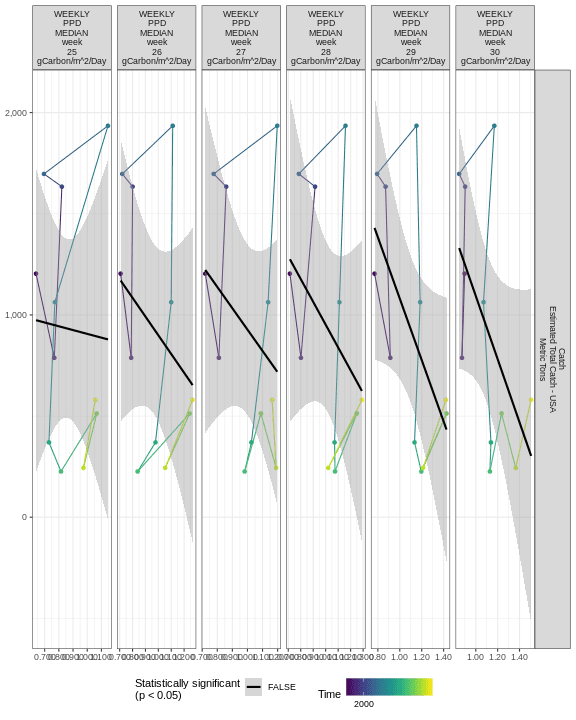 WEEKLY
PPD
MEDIAN
week
25
gCarbon/m^2/Day
WEEKLY
PPD
MEDIAN
week
26
gCarbon/m^2/Day
WEEKLY
PPD
MEDIAN
week
27
gCarbon/m^2/Day
WEEKLY
PPD
MEDIAN
week
28
gCarbon/m^2/Day
WEEKLY
PPD
MEDIAN
week
29
gCarbon/m^2/Day
WEEKLY
PPD
MEDIAN
week
30
gCarbon/m^2/Day
2,000
1,000
0
Catch
Estimated Total Catch - USA
Metric Tons
0.80 1.00 1.20 1.40
1.00 1.20 1.40
Statistically significant
(p < 0.05)
FALSE
Time
2000